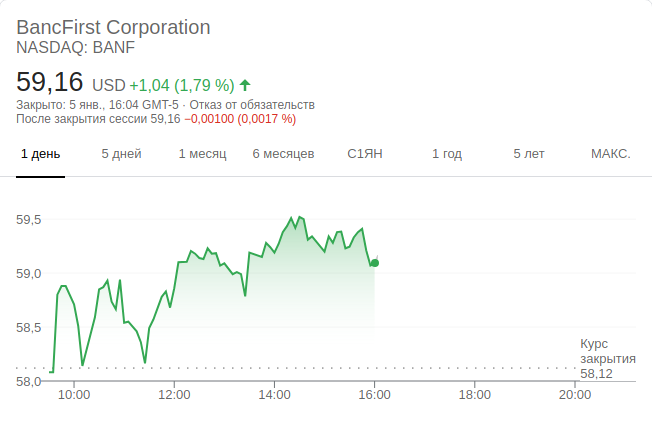 BancFirst Corporation
NASDAQ: BANF
59,16 USD +1,04 (1,79 %)
Закрыто: 5 янв., 16:04 GMT-5 · Отказ от обязательств
После закрытия сессии 59,16 −0,00100 (0,0017 %)
1 день 5 дней 1 месяц 6 месяцев С1ЯН 1 год 5 лет МАКС.
59,5
59,0
58,5
Курс
закрытия
58,12
58,0
10:00 12:00 14:00 16:00 18:00 20:00